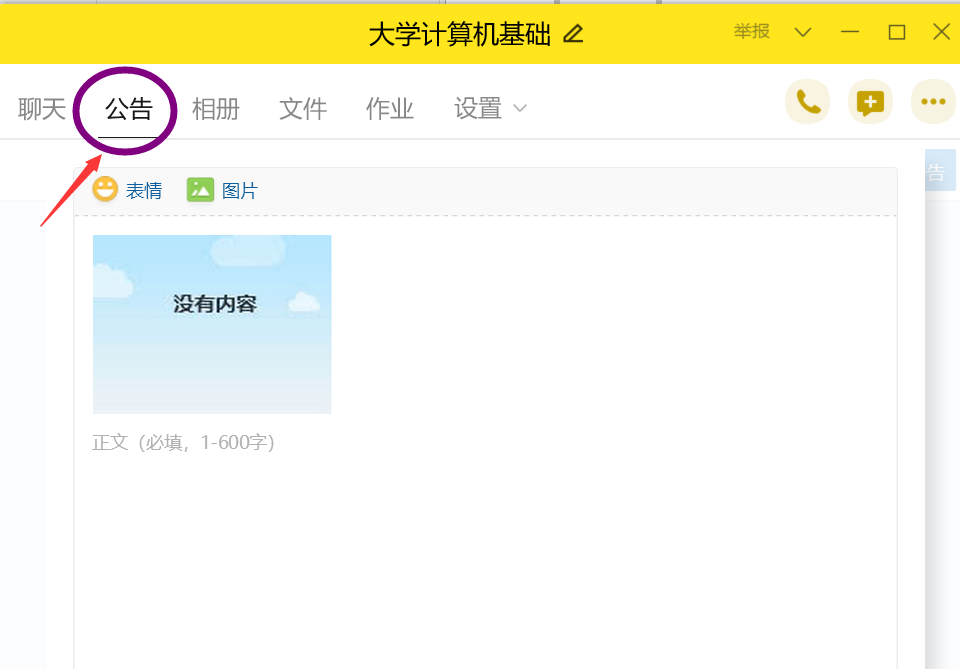 大学计算机基础
举报
聊天 公告 相册 文件 作业 设置
告
表情 图片
没有内容
正文（必填，1-600字）